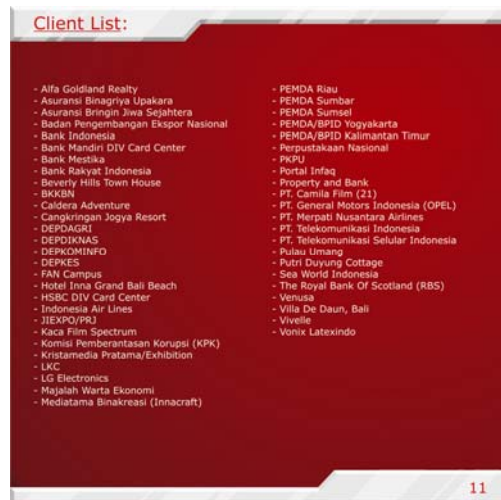 Client List:
- Alfa Goldland Realty
- Asuransi Binagriya Upakara
- Asuransi Bringin Jiwa Sejahtera
- Badan Pengembangan Ekspor Nasional
- Bank Indonesia
- Bank Mandiri DIV Card Center
- Bank Mestika
- Bank Rakyat Indonesia
- Beverly Hills Town House
- BKKBN
- Caldera Adventure
- Cangkringan Jogya Resort
- DEPDAGRI
- DEPDIKNAS
- DEPKOMINFO
- DEPKES
- FAN Campus
- Hotel Inna Grand Bali Beach
- HSBC DIV Card Center
- Indonesia Air Lines
- JIEXPO/PRJ
- Kaca Film Spectrum
- Komisi Pemberantasan Korupsi (KPK)
- Kristamedia Pratama/Exhibition
- LKC
- LG Electronics
- Majalah Warta Ekonomi
- Mediatama Binakreasi (Innacraft)
- PEMDA Riau
- PEMDA Sumbar
- PEMDA Sumsel
- PEMDA/BPID Yogyakarta
- PEMDA/BPID Kalimantan Timur
- Perpustakaan Nasional
- PKPU
- Portal Infaq
- Property and Bank
- PT. Camila Film (21)
- PT. General Motors Indonesia (OPEL)
- PT. Merpati Nusantara Airlines
- PT. Telekomunikasi Indonesia
- PT. Telekomunikasi Selular Indonesia
- Pulau Umang
- Putri Duyung Cottage
- Sea World Indonesia
- The Royal Bank Of Scotland (RBS)
- Venusa
- Villa De Daun, Bali
- Vivelle
- Vonix Latexindo
11